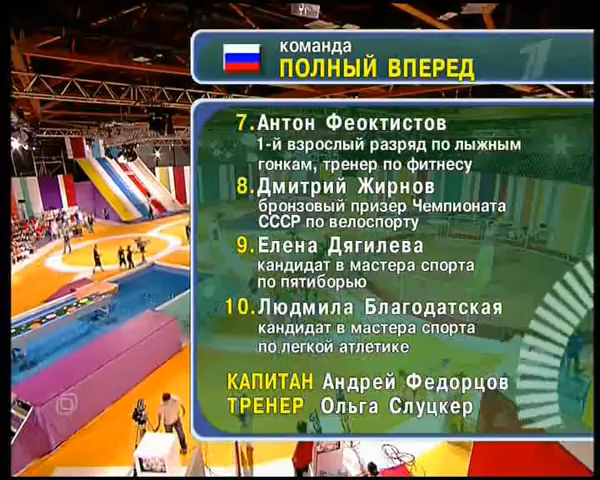 команда
ПОЛНЫЙ ВПЕРЕД
7. Антон Феоктистов
1-й взрослый разряд по лыжным
гонкам, тренер по фитнесу
8. Дмитрий Жирнов
бронзовый призер Чемпионата
СССР по велоспорту
9. Елена Дягилева
кандидат в мастера спорта
по пятиборью
10. Людмила Благодатская
кандидат в мастера спорта
по легкой атлетике
КАПИТАН Андрей Федорцов
ТРЕНЕР Ольга Слуцкер